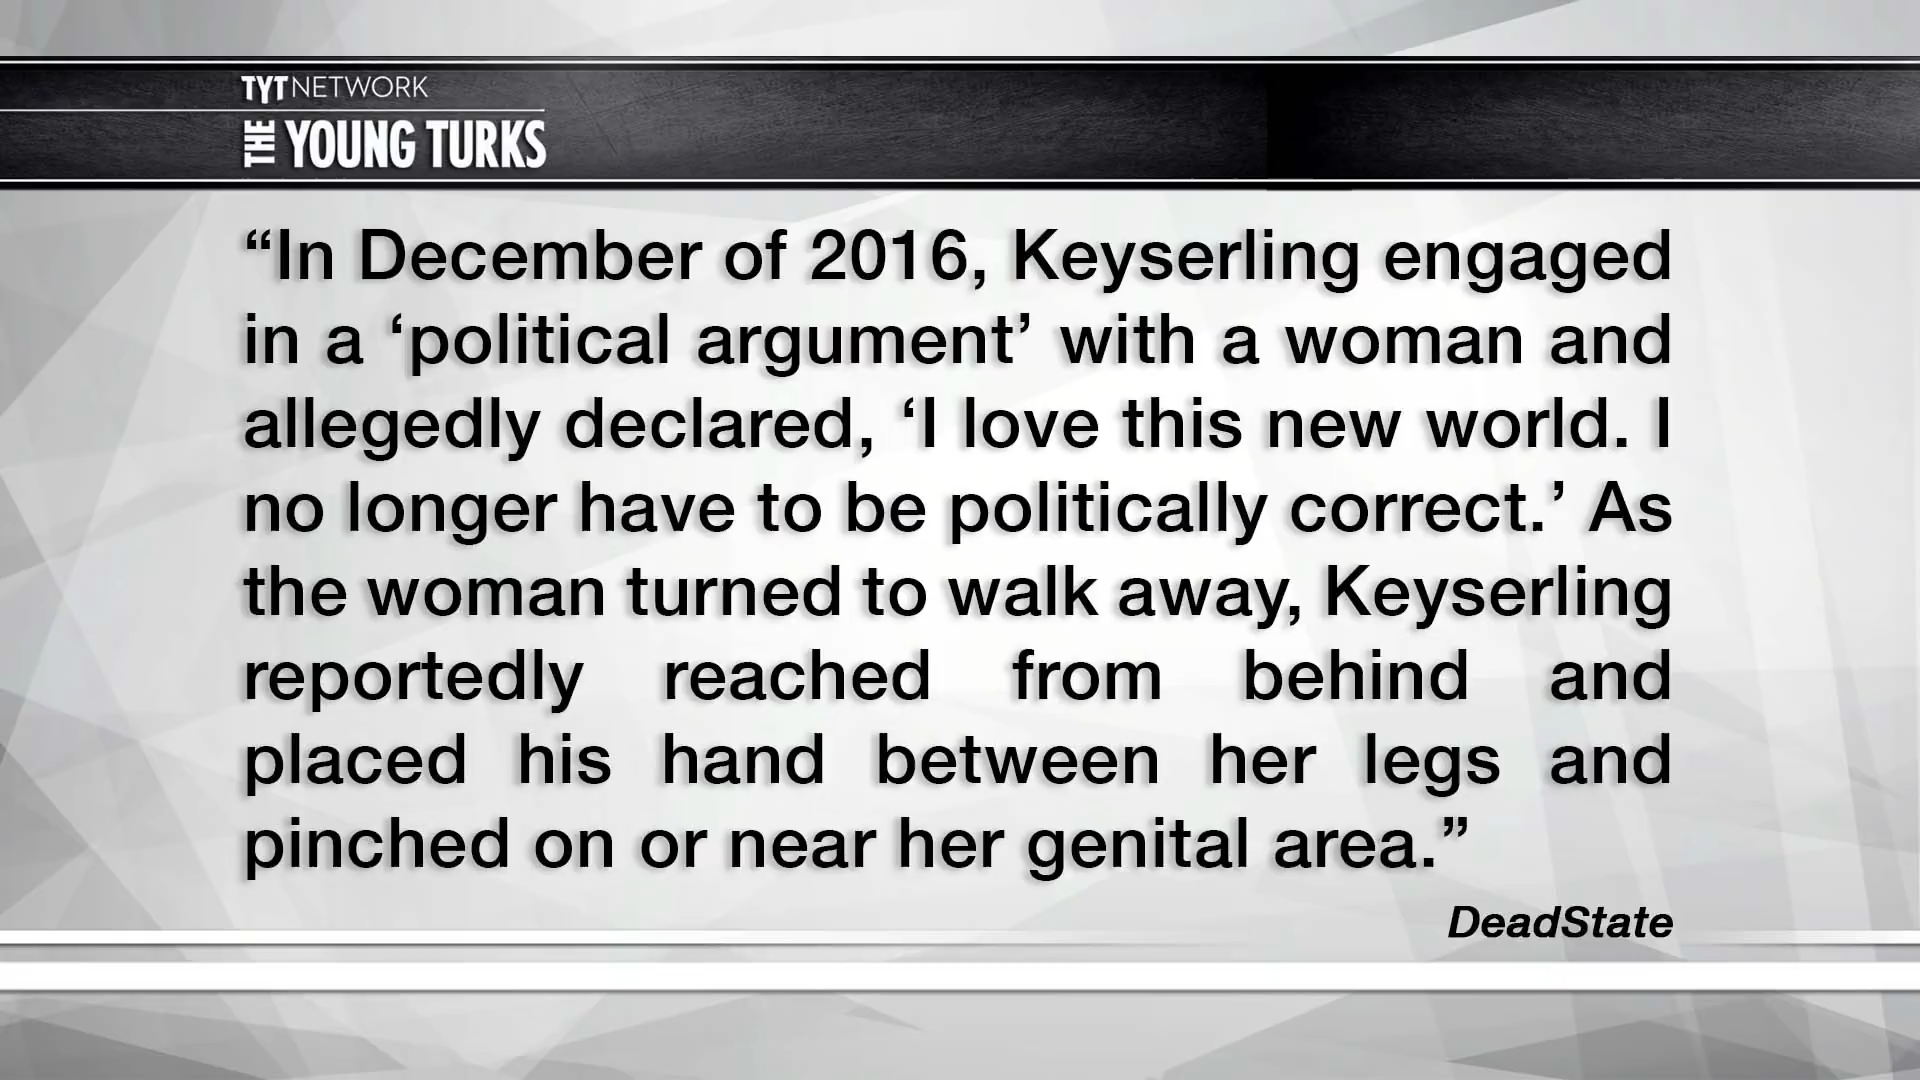 TYT NETWORK
THE YOUNG TURKS
“In December of 2016, Keyserling engaged
in a ‘political argument’ with a woman and
allegedly declared, ‘I love this new world. I
no longer have to be politically correct.’ As
the woman turned to walk away, Keyserling
reportedly reached from behind and
placed his hand between her legs and
pinched on or near her genital area.”
DeadState